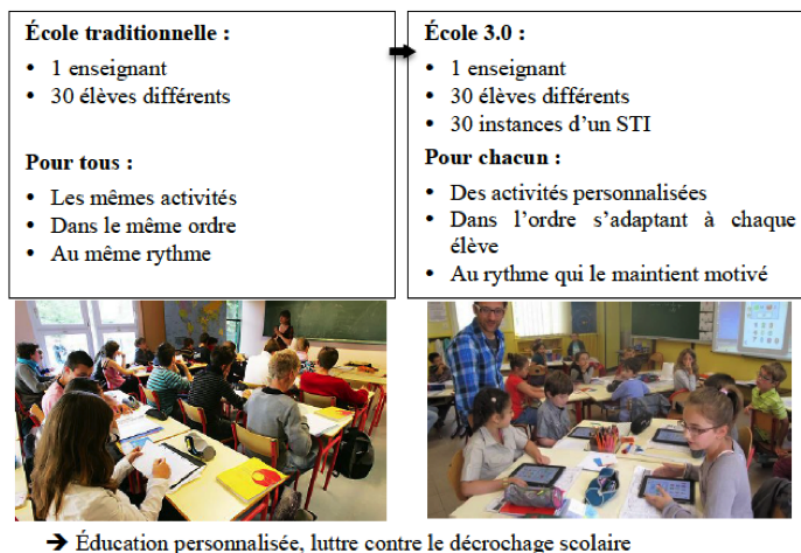 École traditionnelle :
• 1 enseignant
• 30 élèves différents
Pour tous :
• Les mêmes activités
• Dans le même ordre
• Au même rythme
École 3.0 :
• 1 enseignant
• 30 élèves différents
• 30 instances d’un STI
Pour chacun :
• Des activités personnalisées
• Dans l’ordre s’adaptant à chaque
élève
• Au rythme qui le maintient motivé
➔ Éducation personnalisée, luttre contre le décrochage scolaire